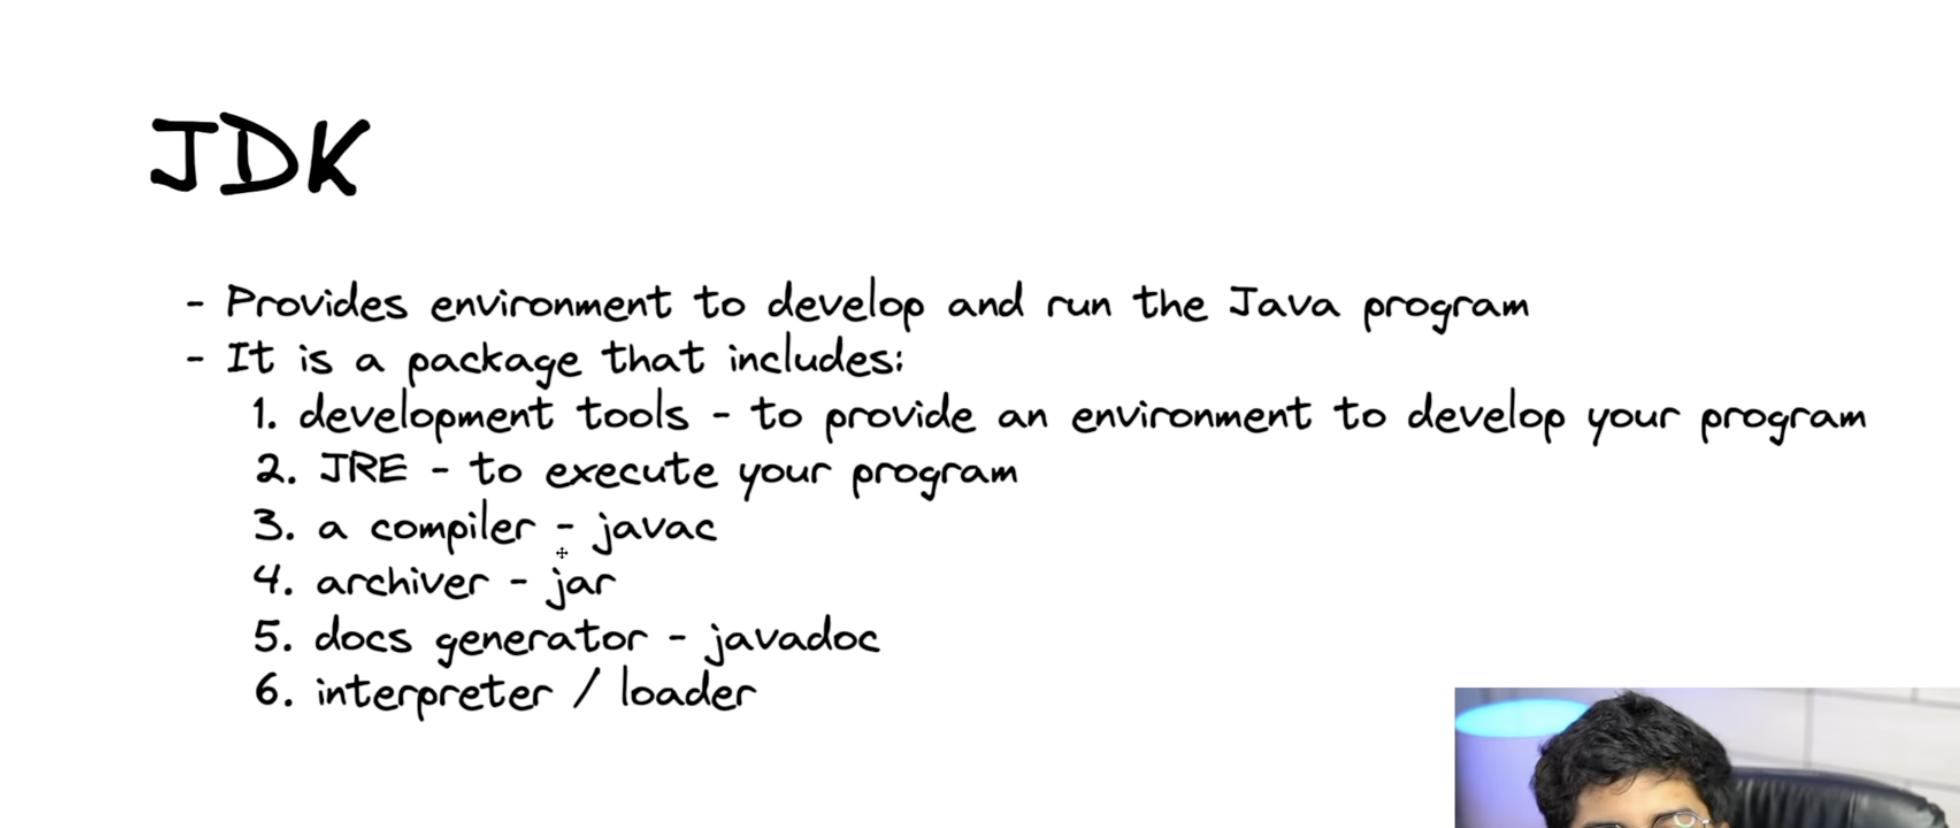 JDK
- Provides environment to develop and run the Java program
- It is a package that includes:
1. development tools - to provide an environment to develop your program
2. JRE - to execute your program
3. a compiler - javac
4. archiver - jar
5. docs generator - javadoc
6. interpreter / loader